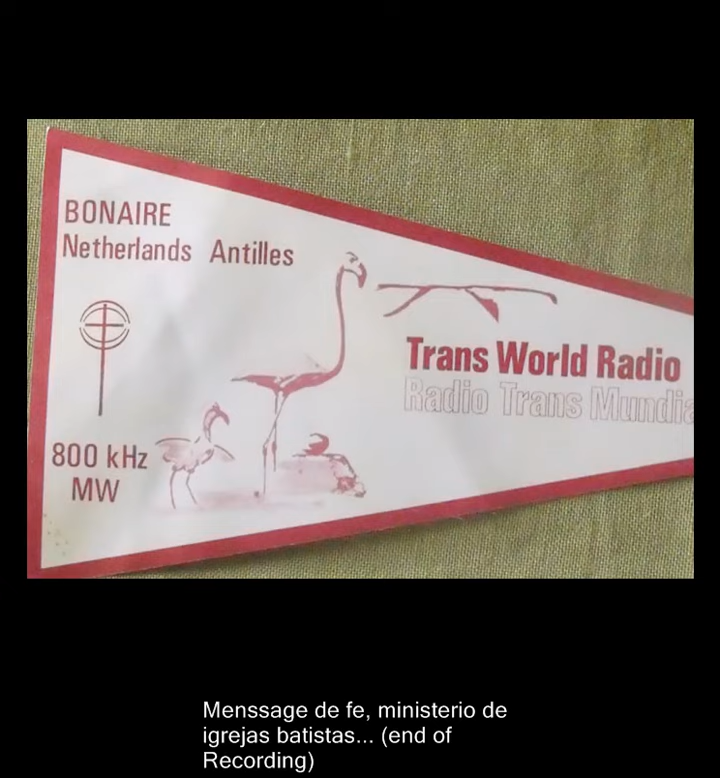 BONAIRE
Netherlands Antilles
Trans World Radio
Radio Trans Mundia
800 kHz
MW
Menssage de fe, ministerio de
igrejas batistas... (end of
Recording)